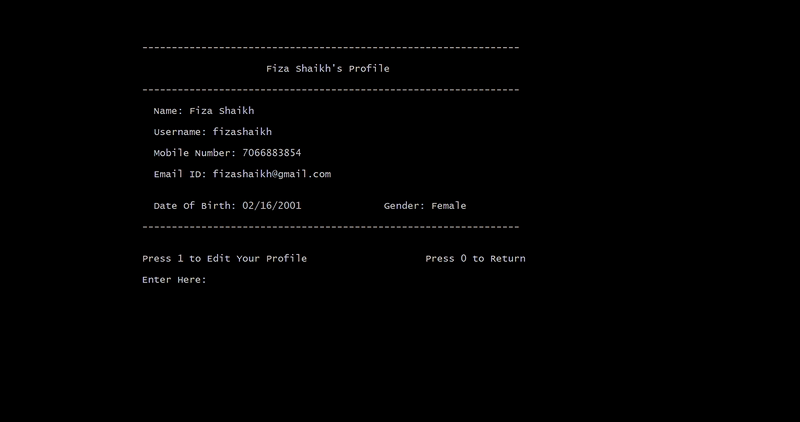 ----------------------------------------------------------------
Fiza Shaikh's Profile
----------------------------------------------------------------
Name: Fiza Shaikh
Username: fizashaikh
Mobile Number: 7066883854
Email ID: fizashaikh@gmail.com
Date Of Birth: 02/16/2001 Gender: Female
----------------------------------------------------------------
Press 1 to Edit Your Profile Press 0 to Return
Enter Here: